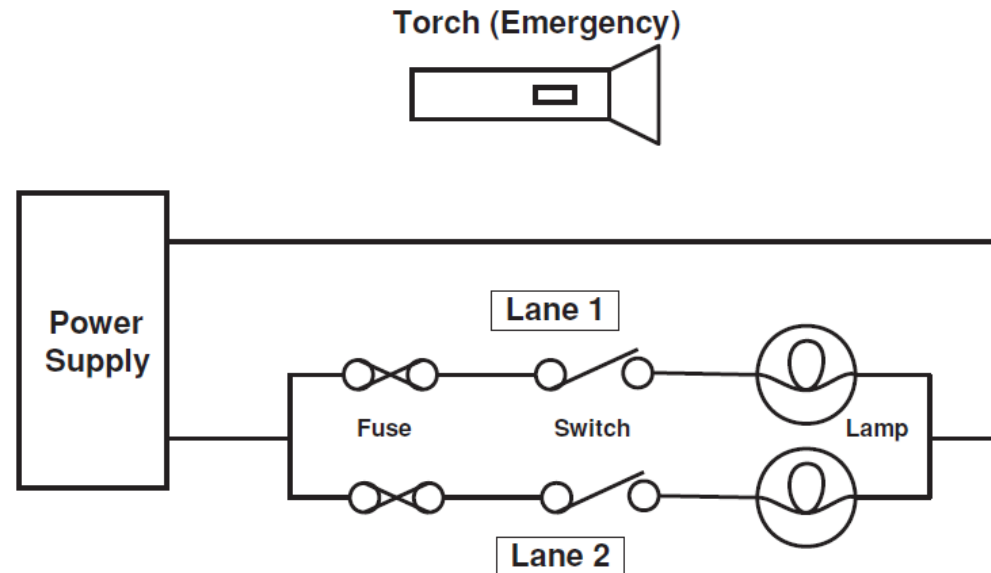 Torch (Emergency)
Lane 1
Power
Supply
Fuse
Switch
Lamp
Lane 2